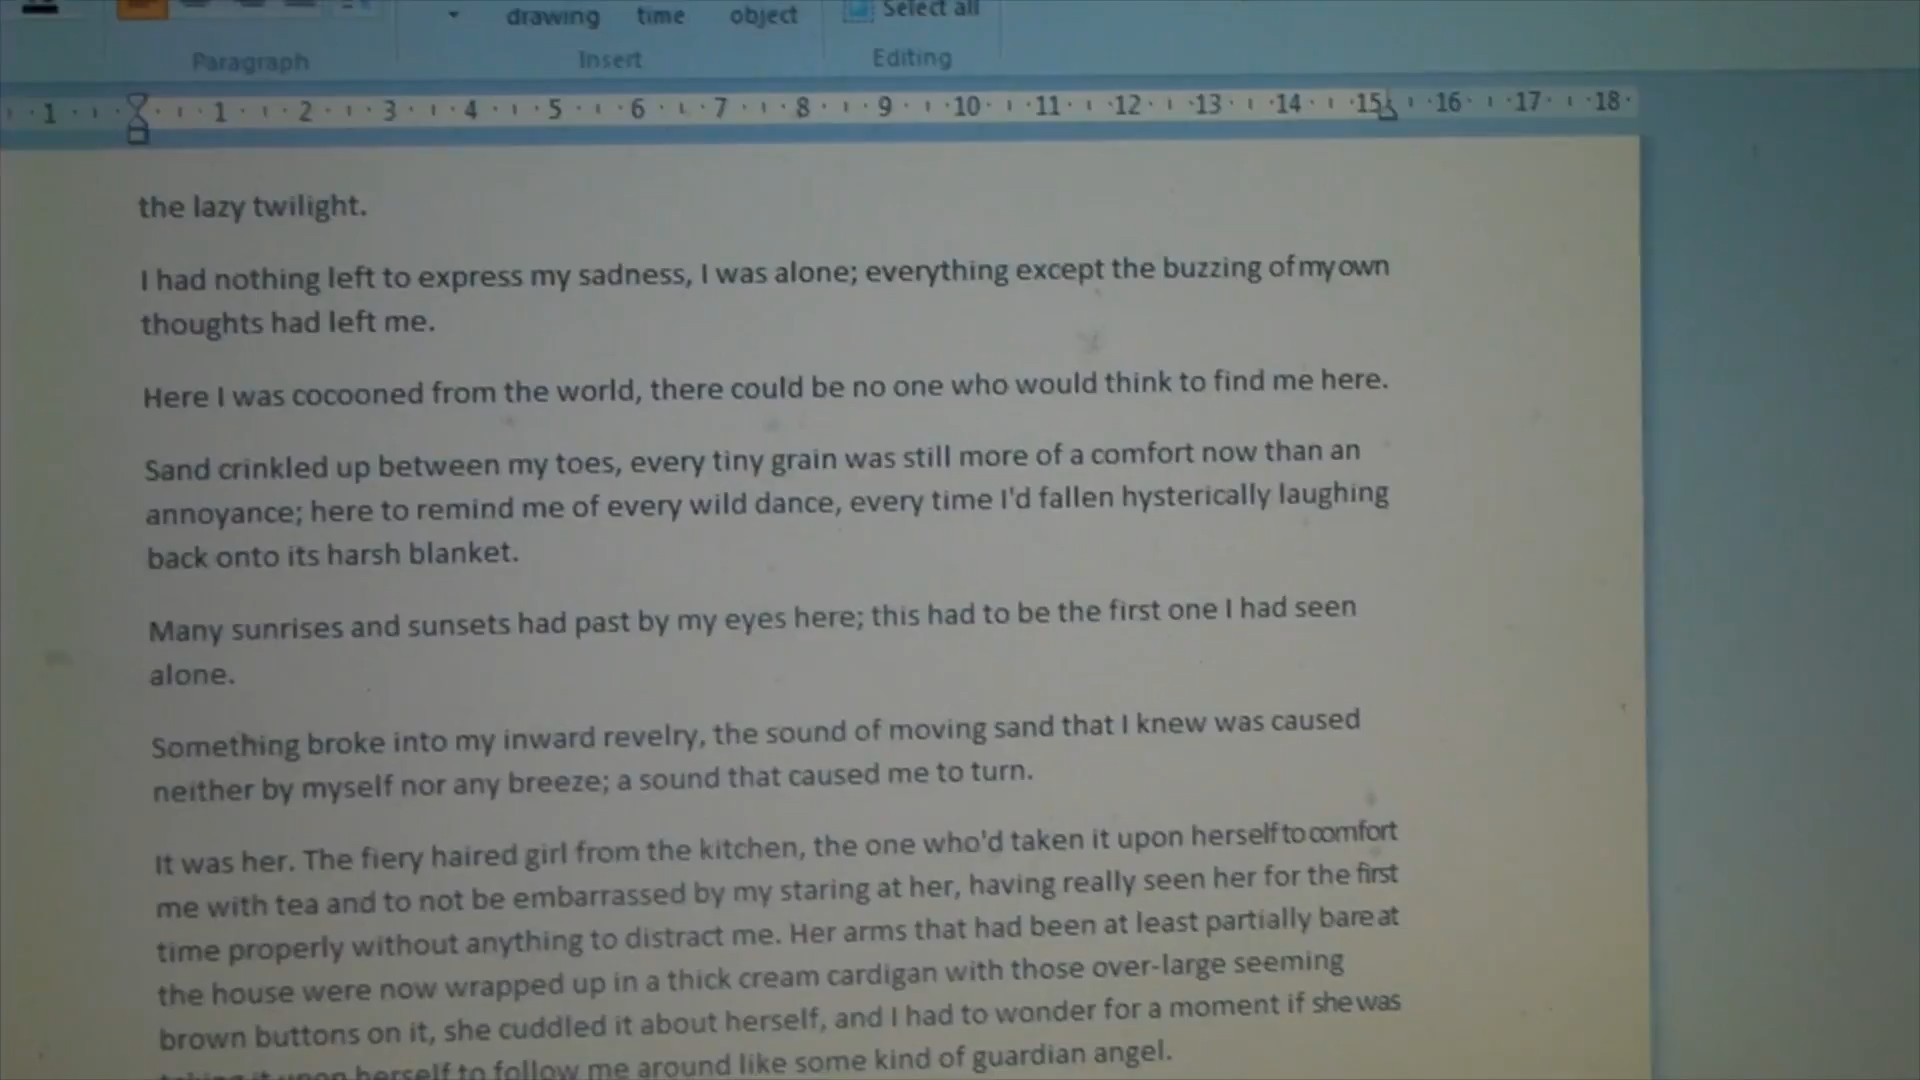 drawing time object Select all
Paragraph Insert Editing
1 1 2 3 4 5 6 7 8 9 10 11 12 13 14 15 16 17 18
the lazy twilight.
I had nothing left to express my sadness, I was alone; everything except the buzzing of my own
thoughts had left me.
Here I was cocooned from the world, there could be no one who would think to find me here.
Sand crinkled up between my toes, every tiny grain was still more of a comfort now than an
annoyance; here to remind me of every wild dance, every time I'd fallen hysterically laughing
back onto its harsh blanket.
Many sunrises and sunsets had past by my eyes here; this had to be the first one I had seen
alone.
Something broke into my inward revelry, the sound of moving sand that I knew was caused
neither by myself nor any breeze; a sound that caused me to turn.
It was her. The fiery haired girl from the kitchen, the one who'd taken it upon herself to comfort
me with tea and to not be embarrassed by my staring at her, having really seen her for the first
time properly without anything to distract me. Her arms that had been at least partially bare at
the house were now wrapped up in a thick cream cardigan with those over-large seeming
brown buttons on it, she cuddled it about herself, and I had to wonder for a moment if she was
taking it upon herself to follow me around like some kind of guardian angel.